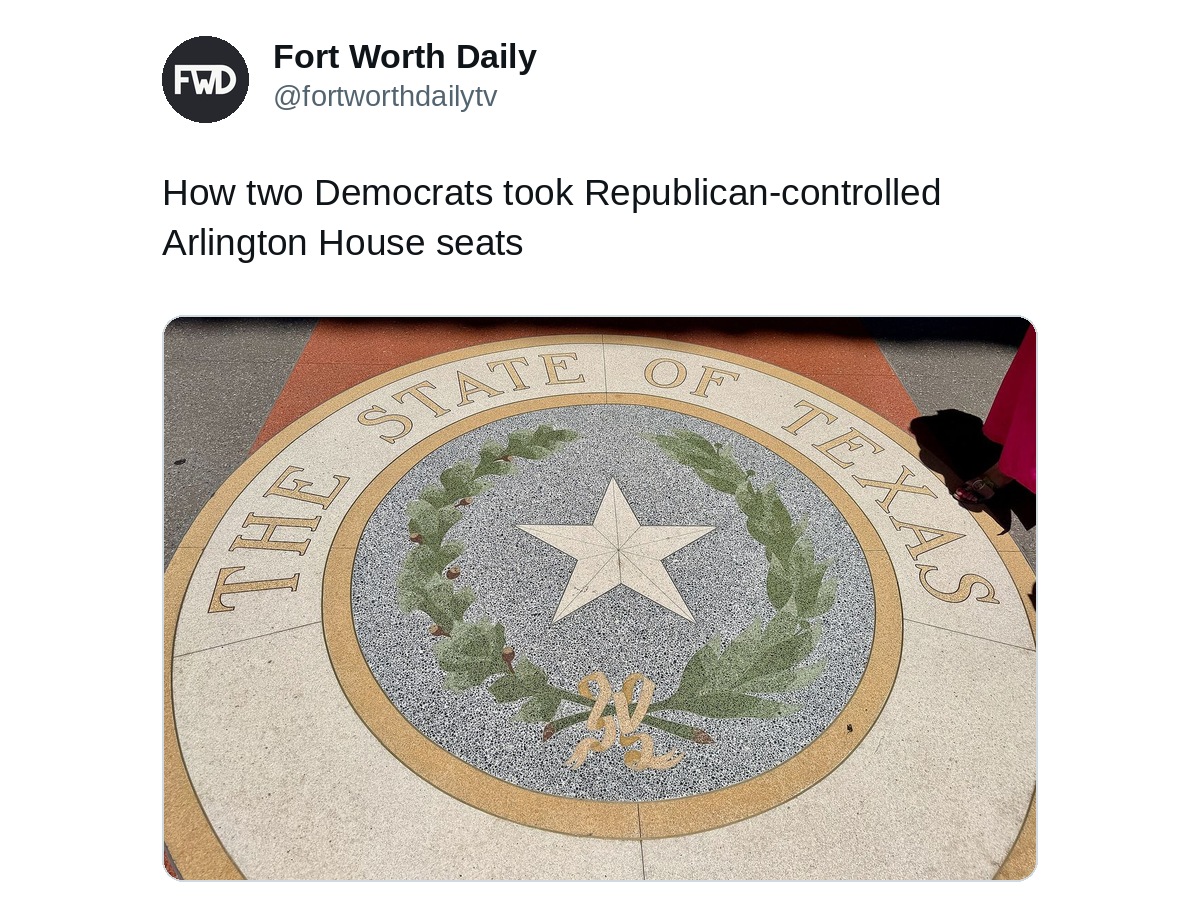 FWD
Fort Worth Daily
@fortworthdailytv
How two Democrats took Republican-controlled
Arlington House seats
THE STATE OF TEXAS